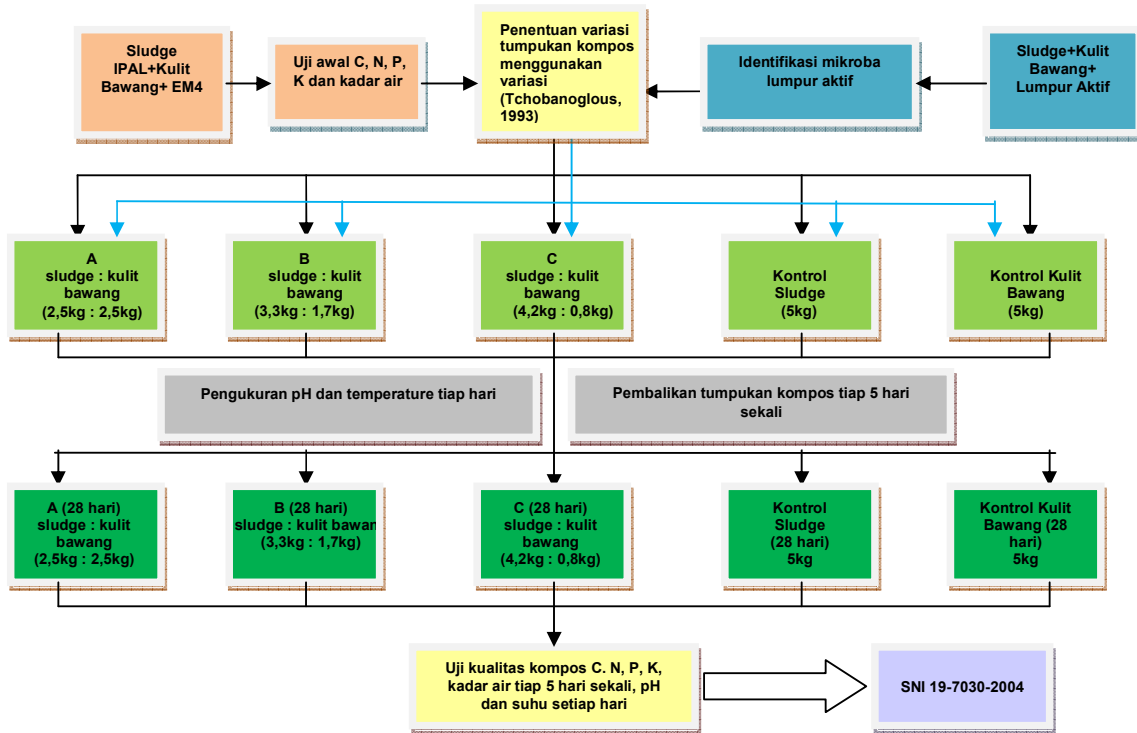 Sludge
IPAL+Kulit
Bawang+ EM4
Uji awal C, N, P,
K dan kadar air
Penentuan variasi
tumpukan kompos
menggunakan
variasi
(Tchobanoglous,
1993)
Identifikasi mikroba
lumpur aktif
Sludge+Kulit
Bawang+
Lumpur Aktif
A
sludge : kulit
bawang
(2,5kg : 2,5kg)
B
sludge : kulit
bawang
(3,3kg : 1,7kg)
C
sludge : kulit
bawang
(4,2kg : 0,8kg)
Kontrol
Sludge
(5kg)
Kontrol Kulit
Bawang
(5kg)
Pengukuran pH dan temperature tiap hari
Pembalikan tumpukan kompos tiap 5 hari
sekali
A (28 hari)
sludge : kulit
bawang
(2,5kg : 2,5kg)
B (28 hari)
sludge : kulit bawan
(3,3kg : 1,7kg)
C (28 hari)
sludge : kulit
bawang
(4,2kg : 0,8kg)
Kontrol
Sludge
(28 hari)
5kg
Kontrol Kulit
Bawang (28
hari)
5kg
Uji kualitas kompos C. N, P, K,
kadar air tiap 5 hari sekali, pH
dan suhu setiap hari
SNI 19-7030-2004